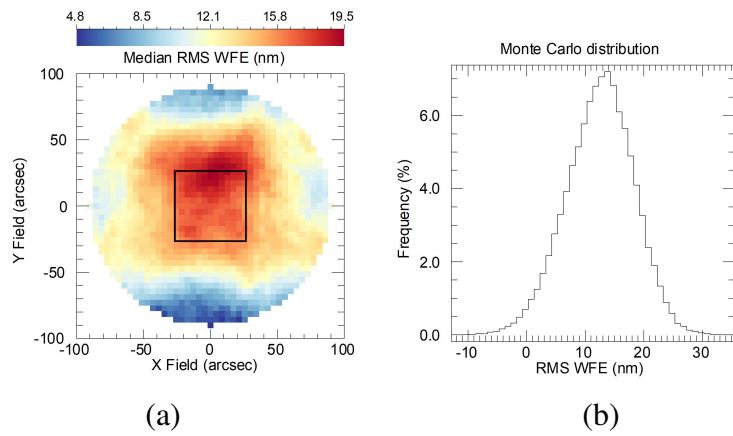 4.8 8.5 12.1 15.8 19.5
Median RMS WFE (nm)
100
50
0
-50
-100
Y Field (arcsec)
-100 -50 0 50 100
X Field (arcsec)
(a)
Monte Carlo distribution
6.0
4.0
2.0
0.0
Frequency (%)
-10 0 10 20 30
RMS WFE (nm)
(b)